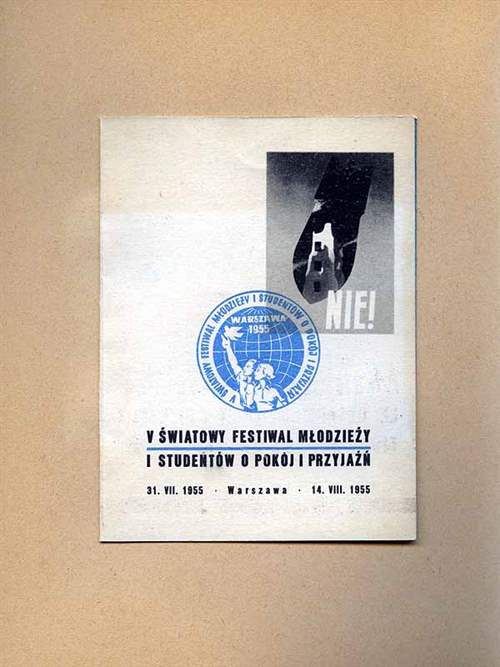 NIE!
V ŚWIATOWY FESTIWAL MŁODZIEŻY I STUDENTÓW O POKÓJ I PRZYJAŹŃ
WARSZAWA
1955
V ŚWIATOWY FESTIWAL MŁODZIEŻY
I STUDENTÓW O POKÓJ I PRZYJAŹŃ
31. VII. 1955 · Warszawa · 14. VIII. 1955